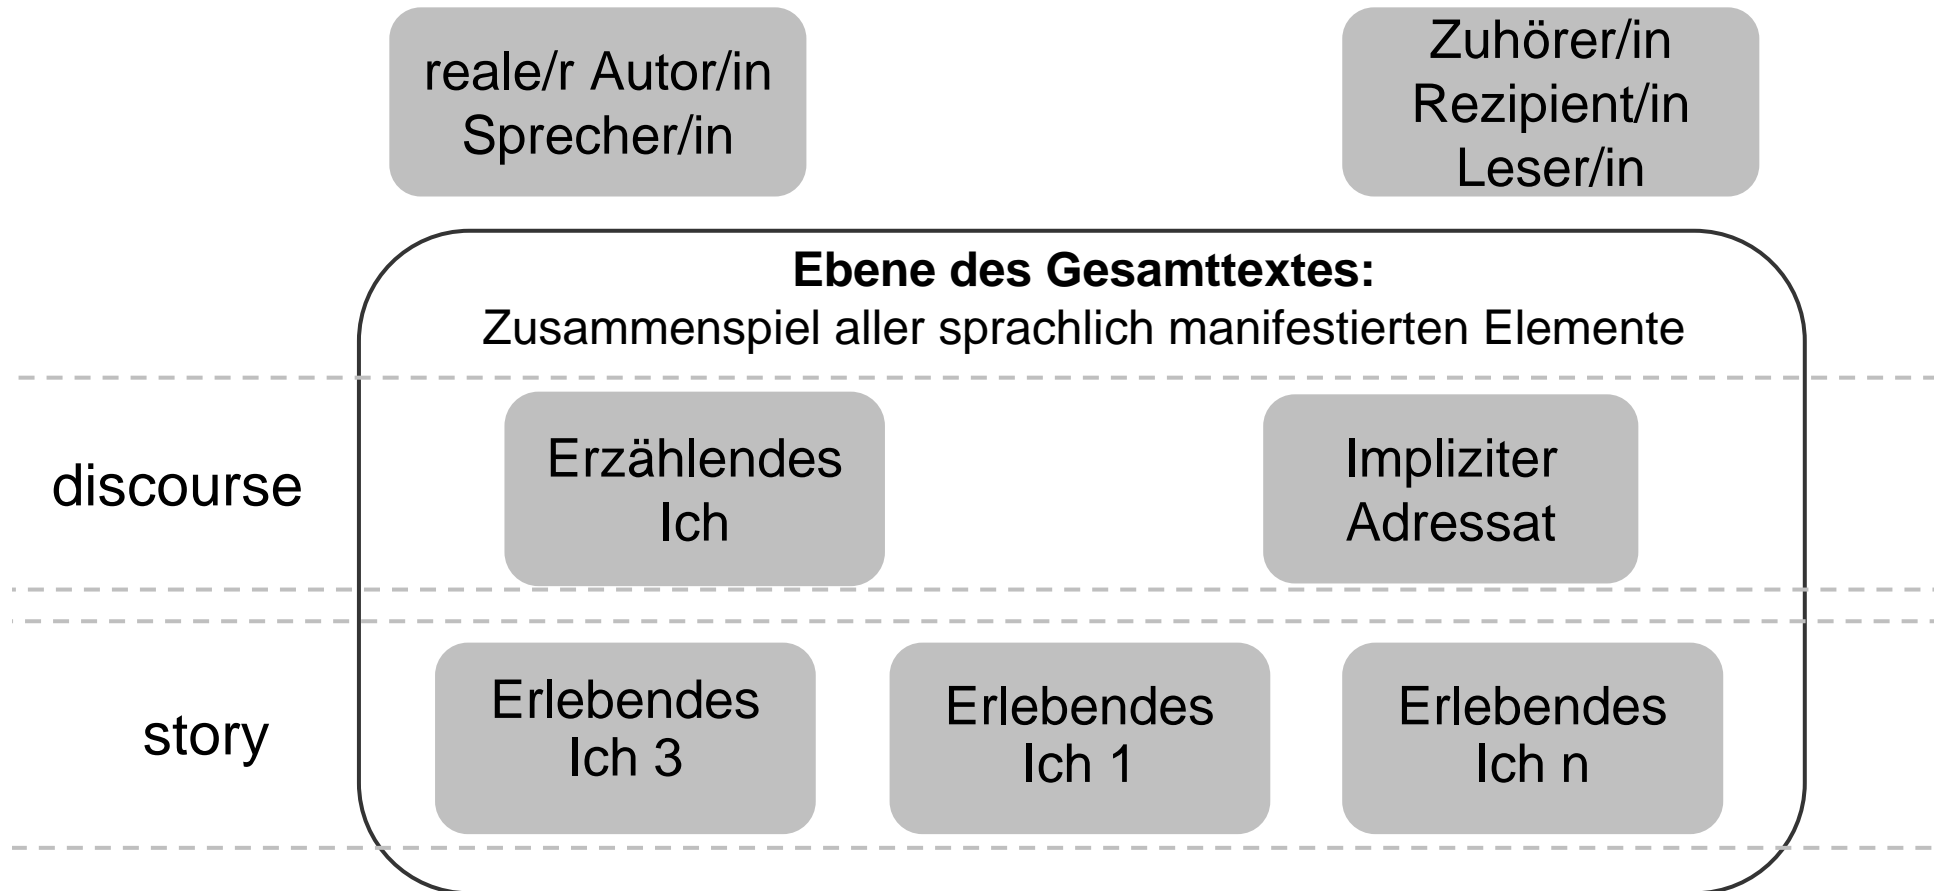 reale/r Autor/in
Sprecher/in
Zuhörer/in
Rezipient/in
Leser/in
Ebene des Gesamttextes:
Zusammenspiel aller sprachlich manifestierten Elemente
discourse
Erzählendes
Ich
Impliziter
Adressat
story
Erlebendes
Ich 3
Erlebendes
Ich 1
Erlebendes
Ich n